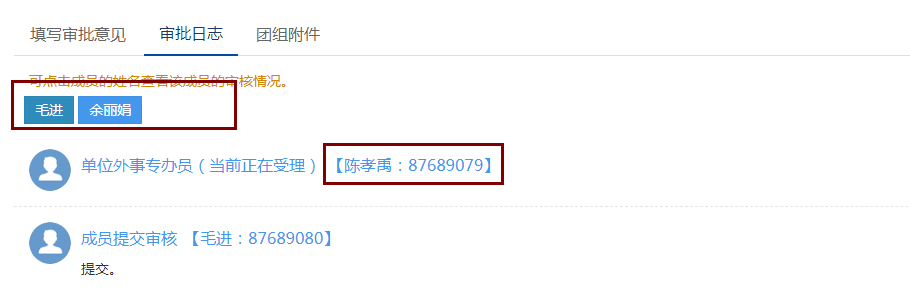 填写审批意见 审批日志 团组附件
可点击成员的姓名查看该成员的审核情况。
毛进 余丽娟
单位外事专办员（当前正在受理）【陈孝禹：87689079】
成员提交审核 【毛进：87689080】
提交。